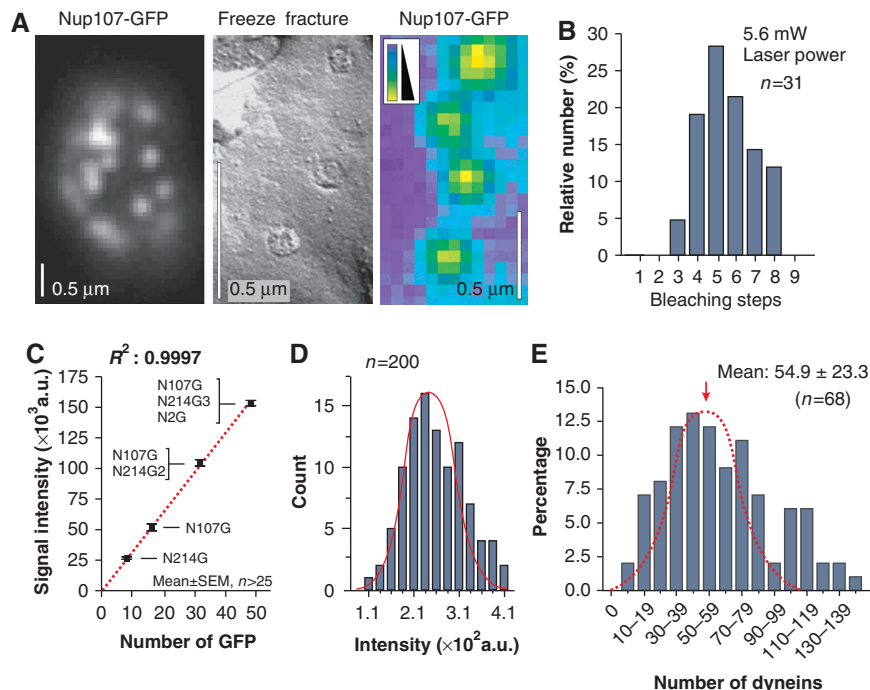 A
Nup107-GFP
Freeze fracture
Nup107-GFP
0.5 µm
0.5 µm
0.5 µm
B
5.6 mW
Laser power
n=31
Relative number (%)
30
25
20
15
10
5
0
1 2 3 4 5 6 7 8 9
Bleaching steps
C
R² : 0.9997
Signal intensity (×10³a.u.)
175
150
125
100
75
50
25
0
N107G
N214G3
N2G
N107G
N214G2
N107G
N214G
Mean±SEM, n>25
0 10 20 30 40 50
Number of GFP
D
n=200
Count
15
10
5
0
1.1 2.1 3.1 4.1
Intensity (×10²a.u.)
E
Mean: 54.9 ± 23.3
(n=68)
Percentage
15.0
12.5
10.0
7.5
5.0
2.5
0.0
0 10–19 30–39 50–59 70–79 90–99 110–119 130–139
Number of dyneins